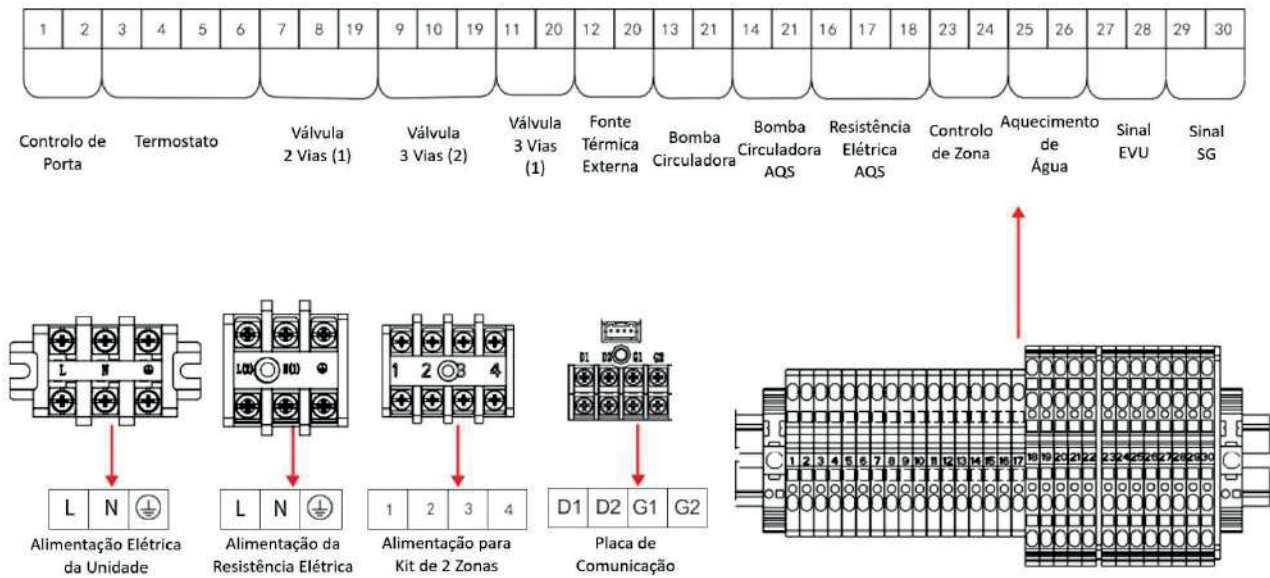 1 2 3 4 5 6 7 8 19 9 10 19 11 20 12 20 13 21 14 21 16 17 18 23 24 25 26 27 28 29 30
Controlo de
Porta
Termostato
Válvula
2 Vias (1)
Válvula
3 Vias (2)
Válvula
3 Vias
(1)
Fonte
Térmica
Externa
Bomba
Circuladora
Bomba
Circuladora
AQS
Resistência
Elétrica
AQS
Controlo
de Zona
Aquecimento
de
Água
Sinal
EVU
Sinal
SG
L N
L(1) N(1)
1 2 3 4
D1 D2 G1 G2
1 2 3 4 5 6 7 8 9 10 11 12 13 14 15 16 17 18 19 20 21 22 23 24 25 26 27 28 29 30
L N
Alimentação Elétrica
da Unidade
L N
Alimentação da
Resistência Elétrica
1 2 3 4
Alimentação para
Kit de 2 Zonas
D1 D2 G1 G2
Placa de
Comunicação